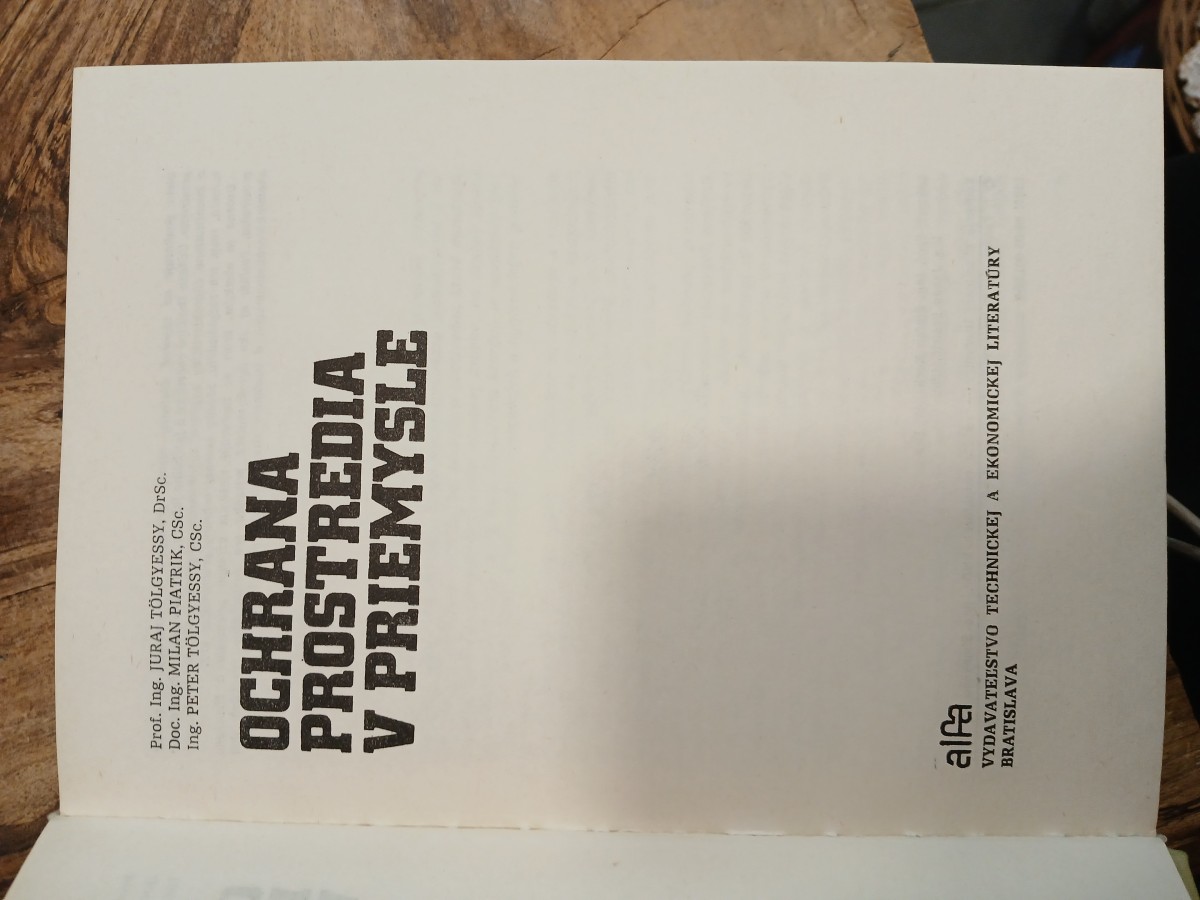 Prof. Ing. JURAJ TÖLGYESSY, DrSc.
Doc. Ing. MILAN PIATRIK, CSc.
Ing. PETER TÖLGYESSY, CSc.
OCHRANA
PROSTREDIA
V PRIEMYSLE
alfa
VYDAVATEĽSTVO TECHNICKEJ A EKONOMICKEJ LITERATÚRY
BRATISLAVA